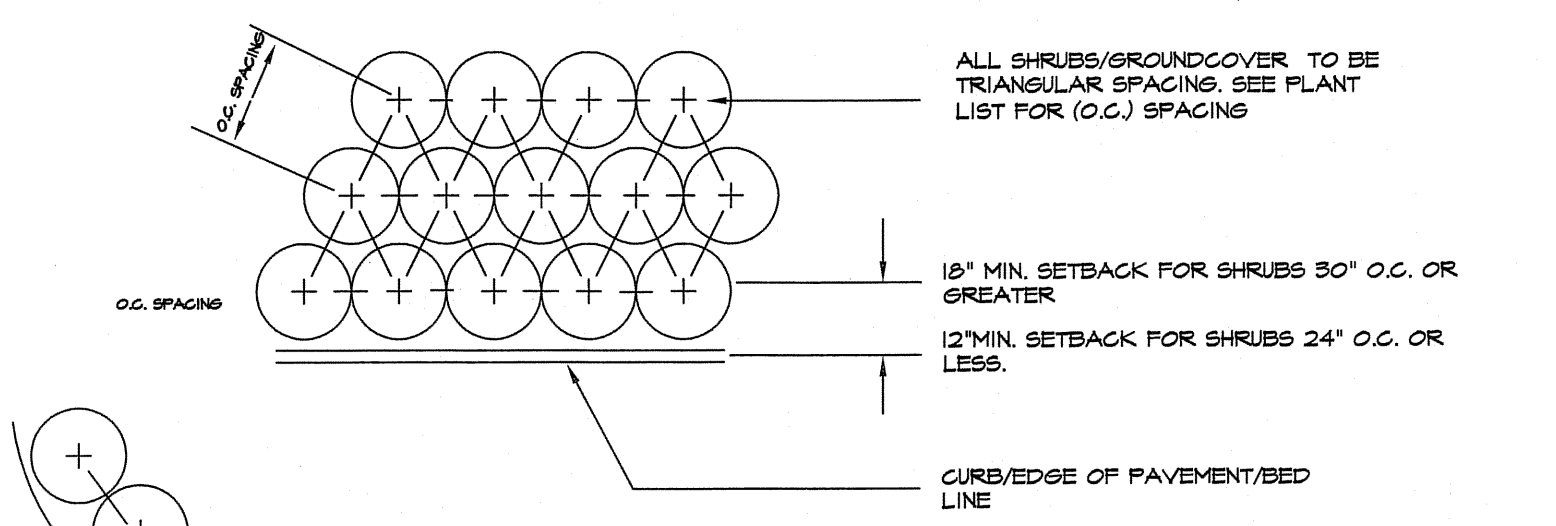 O.C. SPACING
ALL SHRUBS/GROUNDCOVER TO BE
TRIANGULAR SPACING. SEE PLANT
LIST FOR (O.C.) SPACING
18" MIN. SETBACK FOR SHRUBS 30" O.C. OR
GREATER
O.C. SPACING
12"MIN. SETBACK FOR SHRUBS 24" O.C. OR
LESS.
CURB/EDGE OF PAVEMENT/BED
LINE